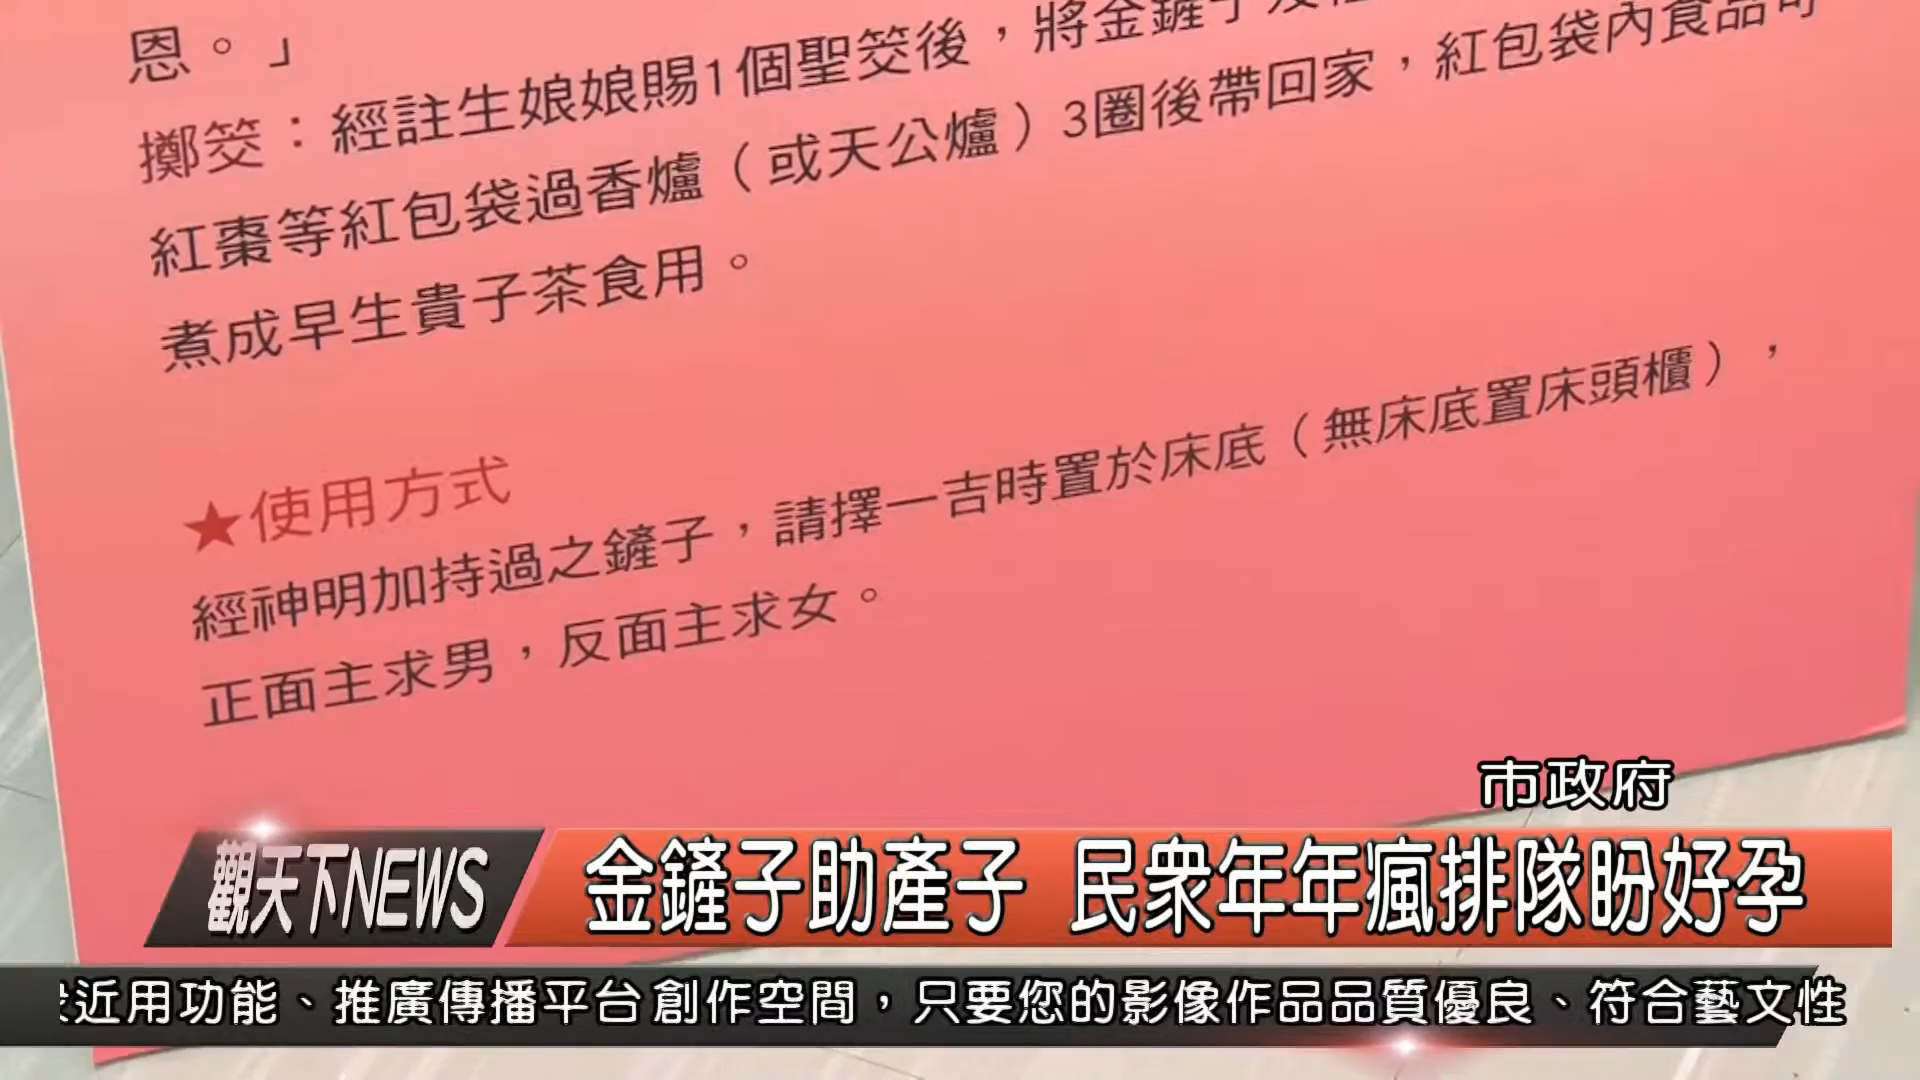 恩。」
擲筊：經註生娘娘賜1個聖筊後，將金鏟子
紅棗等紅包袋過香爐（或天公爐）3圈後帶回家，紅包袋內食品可
煮成早生貴子茶食用。
★使用方式
經神明加持過之鏟子，請擇一吉時置於床底（無床底置床頭櫃），
正面主求男，反面主求女。
市政府
觀天下NEWS
金鏟子助產子 民眾年年瘋排隊盼好孕
近用功能、推廣傳播平台創作空間，只要您的影像作品品質優良、符合藝文性